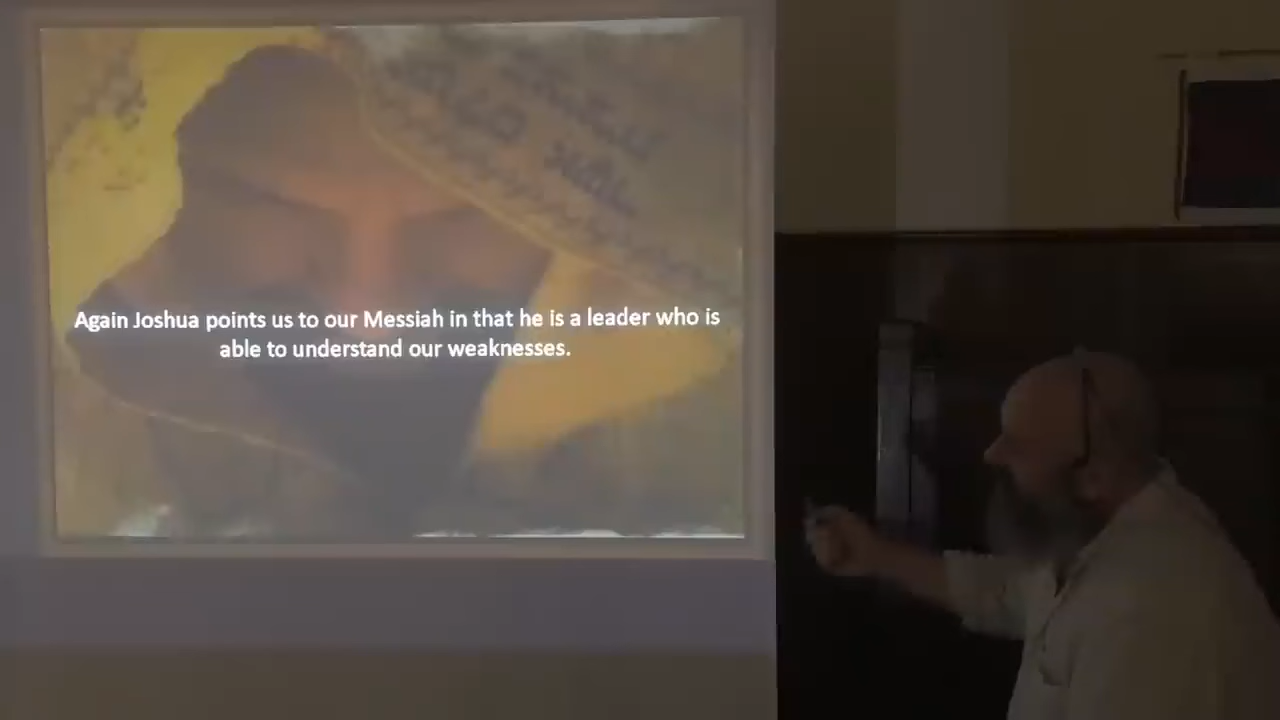 Again Joshua points us to our Messiah in that he is a leader who is
able to understand our weaknesses.